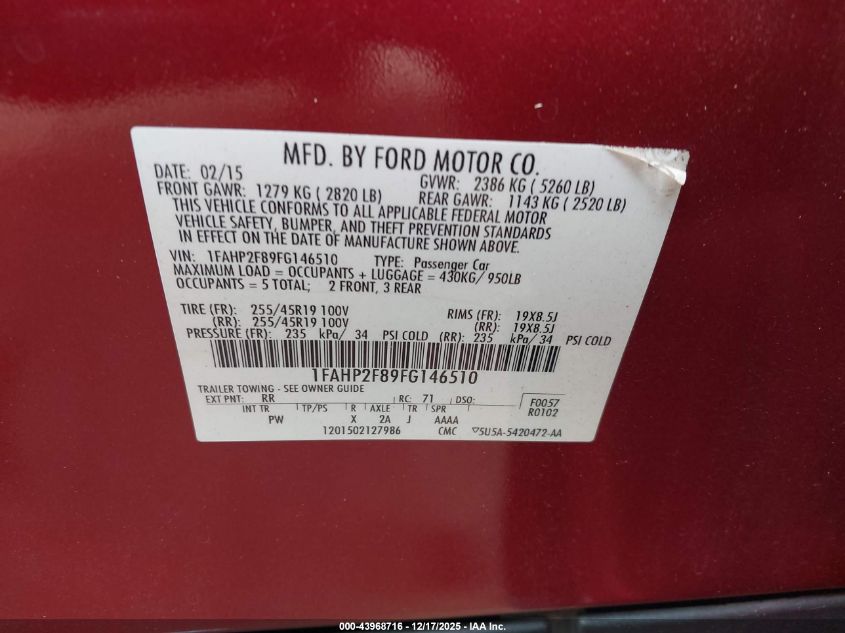 MFD. BY FORD MOTOR CO.
DATE: 02/15 GVWR: 2386 KG ( 5260 LB)
FRONT GAWR: 1279 KG ( 2820 LB) REAR GAWR: 1143 KG ( 2520 LB)
THIS VEHICLE CONFORMS TO ALL APPLICABLE FEDERAL MOTOR
VEHICLE SAFETY, BUMPER, AND THEFT PREVENTION STANDARDS
IN EFFECT ON THE DATE OF MANUFACTURE SHOWN ABOVE.
VIN: 1FAHP2F89FG146510 TYPE: Passenger Car
MAXIMUM LOAD = OCCUPANTS + LUGGAGE = 430KG/ 950LB
OCCUPANTS = 5 TOTAL; 2 FRONT, 3 REAR
TIRE (FR): 255/45R19 100V RIMS (FR): 19X8.5J
(RR): 255/45R19 100V (RR): 19X8.5J
PRESSURE (FR): 235 kPa/ 34 PSI COLD (RR): 235 kPa/ 34 PSI COLD
1FAHP2F89FG146510
TRAILER TOWING - SEE OWNER GUIDE
EXT PNT: RR RC: 71 DSO: F0057
INT TR TP/PS R AXLE TR SPR R0102
PW X 2A J AAAA
1201502127986 CMC ▽5U5A-5420472-AA
000-43968716 - 12/17/2025 - IAA Inc.